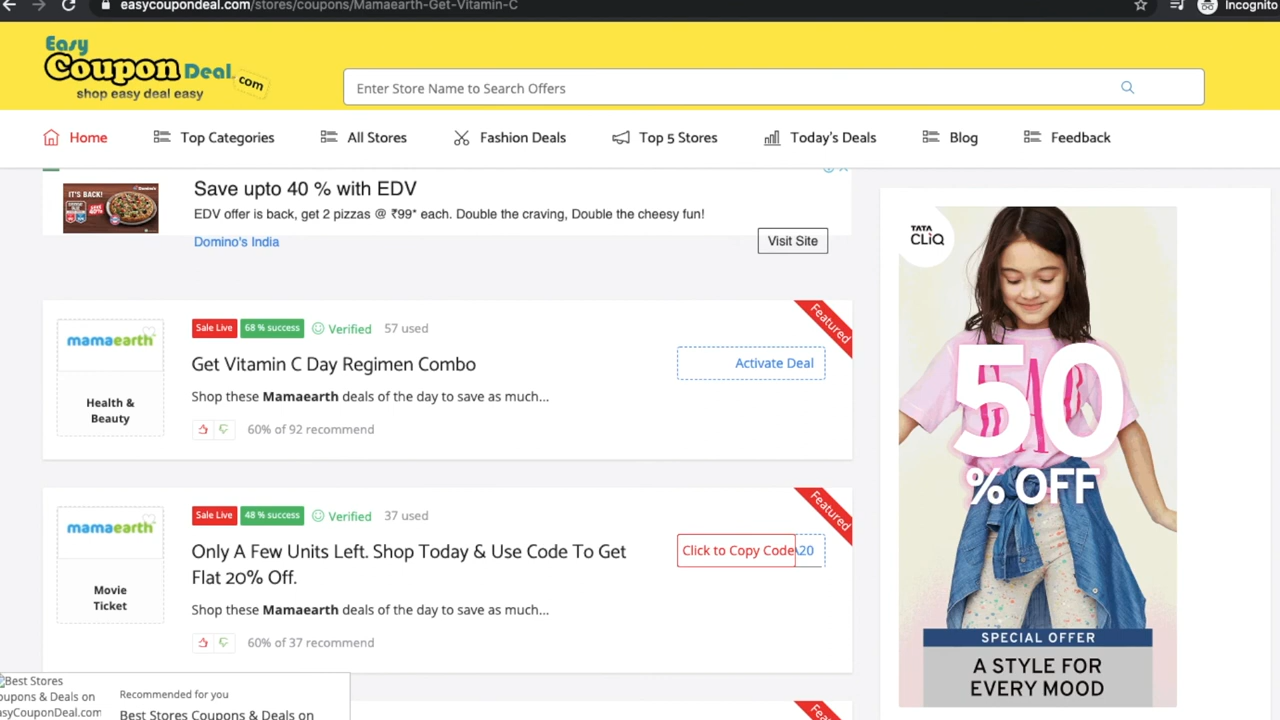 easycoupondeal.com/stores/coupons/Mamaearth-Get-Vitamin-C
Incognito
Easy
Coupon Deal.com
shop easy deal easy
Enter Store Name to Search Offers
Home
Top Categories
All Stores
Fashion Deals
Top 5 Stores
Today's Deals
Blog
Feedback
IT'S BACK!
Save upto 40 % with EDV
EDV offer is back, get 2 pizzas @ ₹99* each. Double the craving, Double the cheesy fun!
Domino's India
Visit Site
TATA
CLiQ
50
% OFF
SPECIAL OFFER
A STYLE FOR
EVERY MOOD
Featured
mamaearth
Health &
Beauty
Sale Live
68 % success
Verified
57 used
Get Vitamin C Day Regimen Combo
Shop these Mamaearth deals of the day to save as much...
60% of 92 recommend
Activate Deal
Featured
mamaearth
Movie
Ticket
Sale Live
48 % success
Verified
37 used
Only A Few Units Left. Shop Today & Use Code To Get
Flat 20% Off.
Shop these Mamaearth deals of the day to save as much...
60% of 37 recommend
Click to Copy Code
20
Best Stores
oupons & Deals on
asyCouponDeal.com
Recommended for you
Best Stores Coupons & Deals on